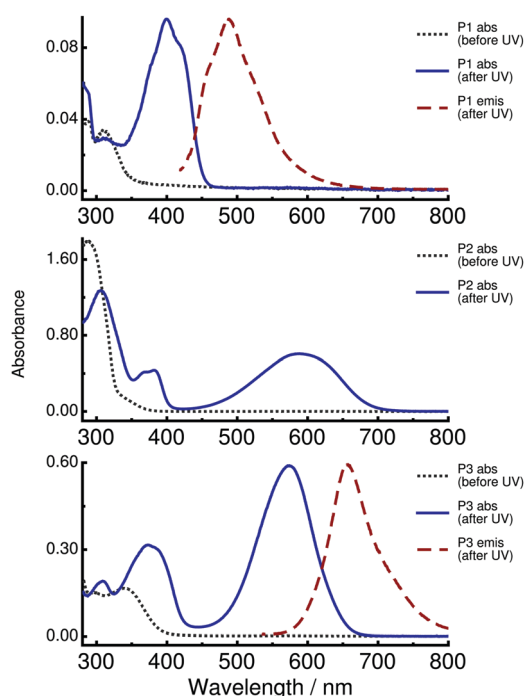 0.08
0.04
0.00
P1 abs
(before UV)
P1 abs
(after UV)
P1 emis
(after UV)
300 400 500 600 700 800
1.60
0.80
0.00
P2 abs
(before UV)
P2 abs
(after UV)
300 400 500 600 700 800
Absorbance
0.60
0.30
0.00
P3 abs
(before UV)
P3 abs
(after UV)
P3 emis
(after UV)
300 400 500 600 700 800
Wavelength / nm